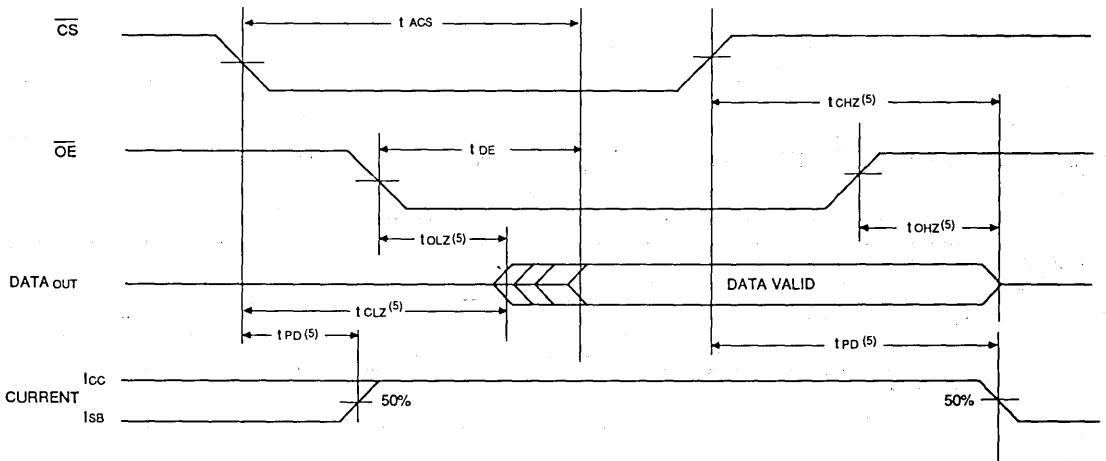 t ACS
CS
t CHZ (5)
OE
t DE
t OLZ (5)
t OHZ (5)
DATA OUT
DATA VALID
t CLZ (5)
t PD (5)
t PD (5)
ICC
CURRENT
50%
50%
ISB